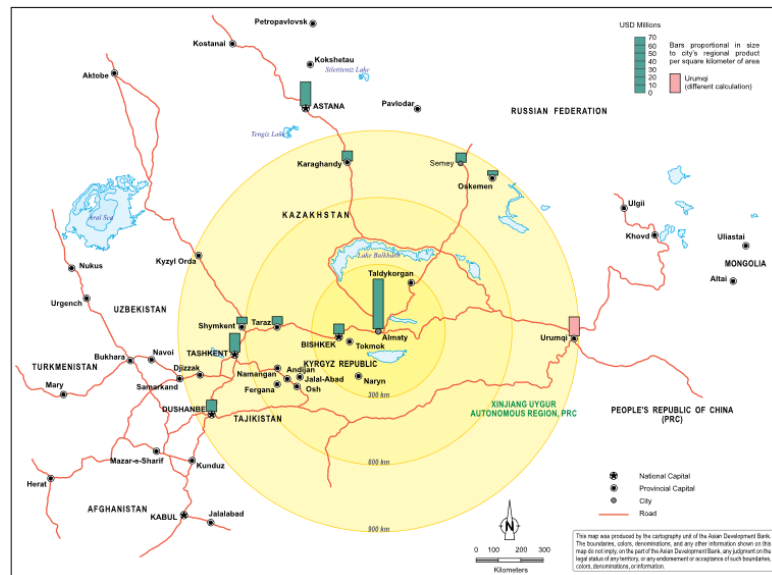 Petropavlovsk
Kostanai
Kokshetau
Siletteniz Lake
Aktobe
ASTANA
Pavlodar
RUSSIAN FEDERATION
USD Millions
70
60
50
40
30
20
10
0
Bars proportional in size
to city's regional product
per square kilometer of area
Urumqi
(different calculation)
Tengiz Lake
Karaghandy
Semey
Oskemen
KAZAKHSTAN
Aral Sea
Lake Balkhash
Ulgii
Khovd
Uliastai
MONGOLIA
Altai
Kyzyl Orda
Nukus
Taldykorgan
Urgench
UZBEKISTAN
Shymkent
Taraz
BISHKEK
Almaty
Tokmok
Urumqi
TASHKENT
KYRGYZ REPUBLIC
TURKMENISTAN
Bukhara
Navoi
Djizzak
Samarkand
Namangan
Andijan
Jalal-Abad
Naryn
Mary
Fergana
Osh
300 km
DUSHANBE
TAJIKISTAN
XINJIANG UYGUR
AUTONOMOUS REGION, PRC
PEOPLE'S REPUBLIC OF CHINA
(PRC)
Mazar-e-Sharif
Kunduz
600 km
Herat
AFGHANISTAN
KABUL
Jalalabad
900 km
National Capital
Provincial Capital
City
Road
N
0 100 200 300
Kilometers
This map was produced by the cartography unit of the Asian Development Bank.
The boundaries, colors, denominations, and any other information shown on this
map do not imply, on the part of the Asian Development Bank, any judgment on the
legal status of any territory, or any endorsement or acceptance of such boundaries,
colors, denominations, or information.